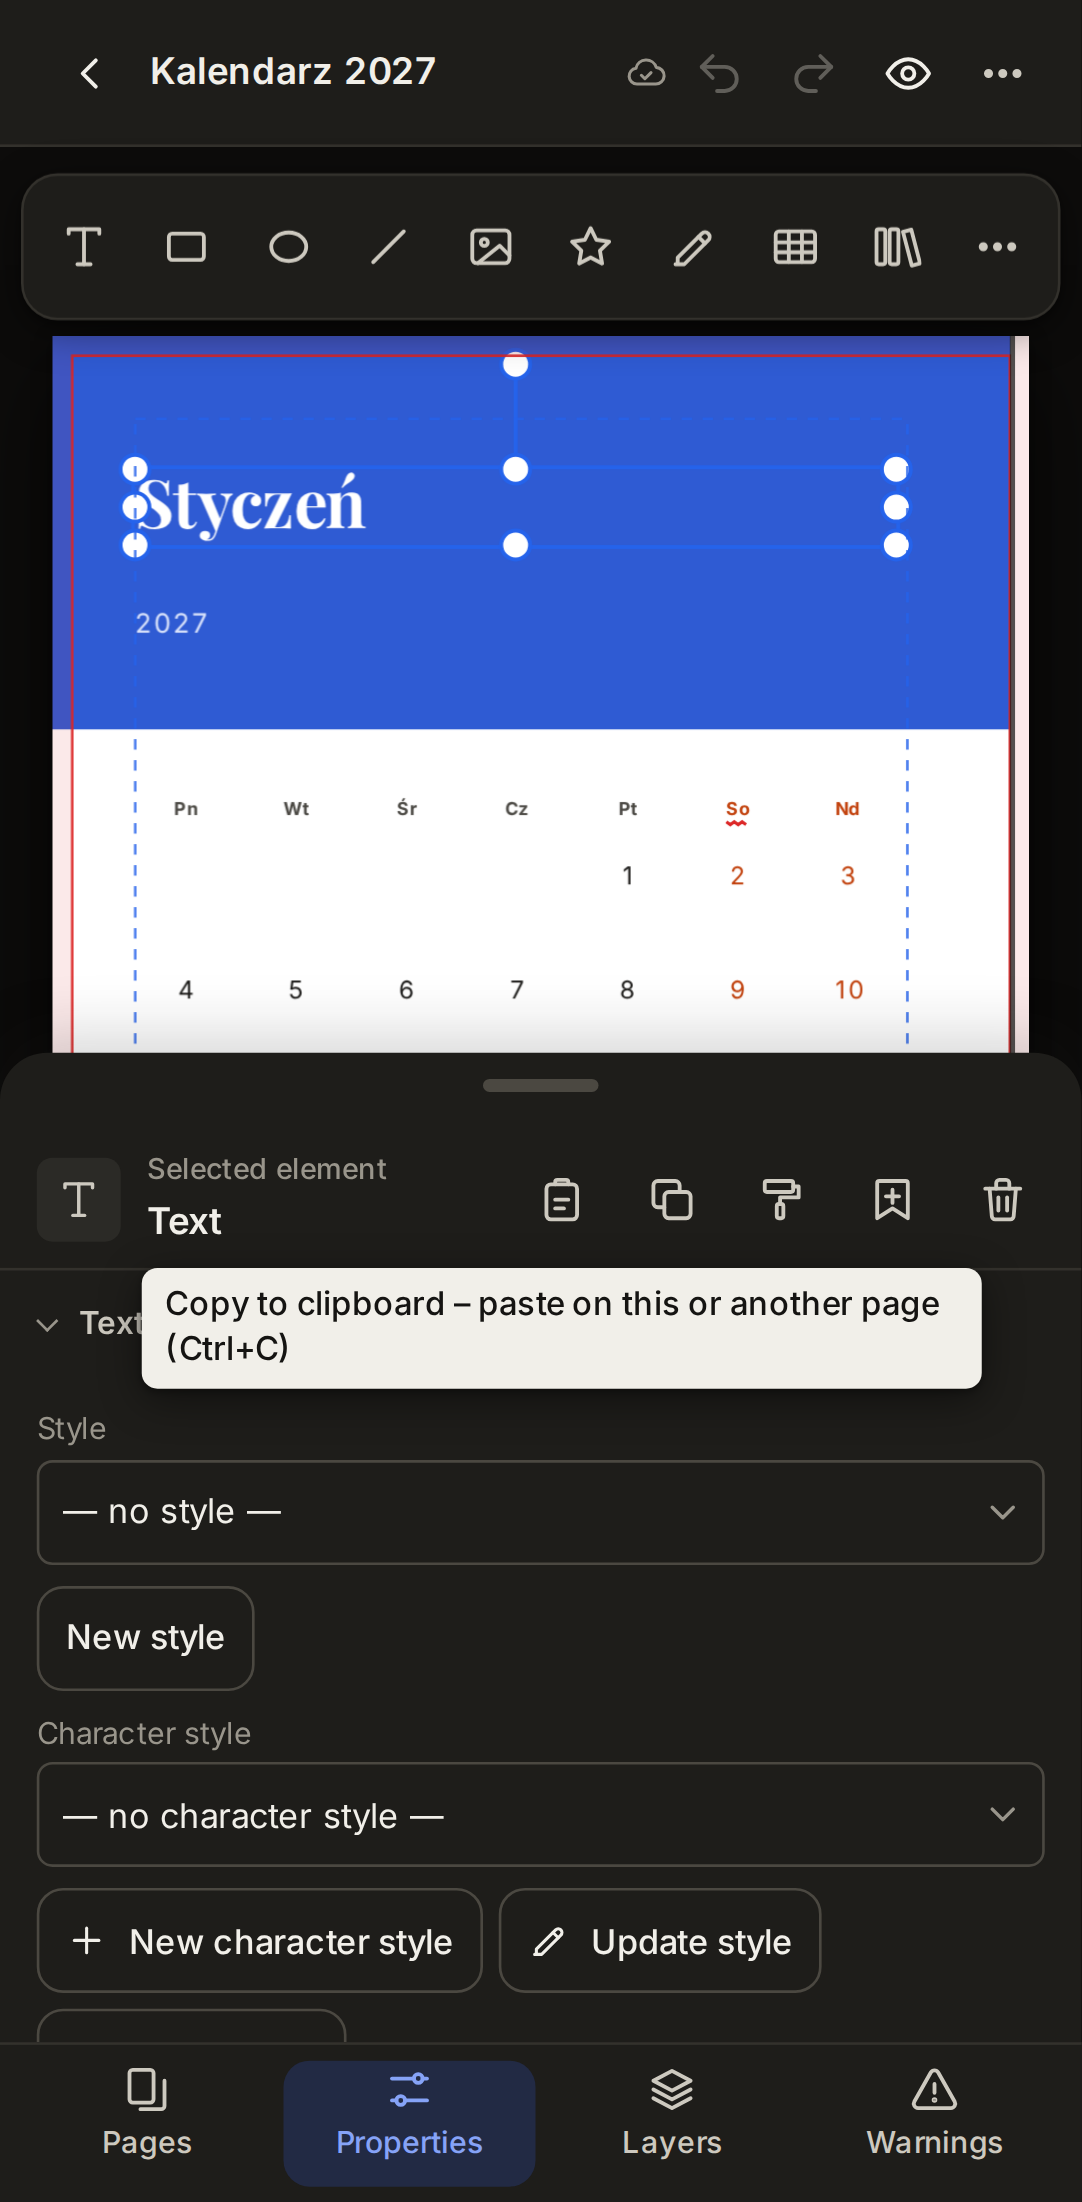 Kalendarz 2027
Styczeń
2027
Pn Wt Śr Cz Pt So Nd
1 2 3
4 5 6 7 8 9 10
Selected element
Text
Copy to clipboard – paste on this or another page
(Ctrl+C)
Text
Style
— no style —
New style
Character style
— no character style —
New character style Update style
Pages Properties Layers Warnings